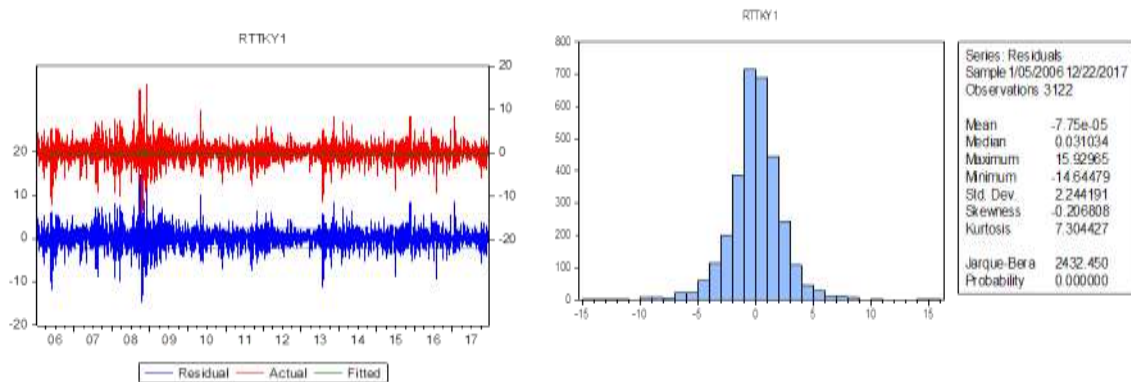 RTTKY1
20
10
0
-10
-20
20
10
0
-10
-20
06 07 08 09 10 11 12 13 14 15 16 17
Residual Actual Fitted
RTTKY1
800
700
600
500
400
300
200
100
0
-15 -10 -5 0 5 10 15
Series: Residuals
Sample 1/05/2006 12/22/2017
Observations 3122
Mean -7.75e-05
Median 0.031034
Maximum 15.92965
Minimum -14.64479
Std. Dev. 2.244191
Skewness -0.206808
Kurtosis 7.304427
Jarque-Bera 2432.450
Probability 0.000000